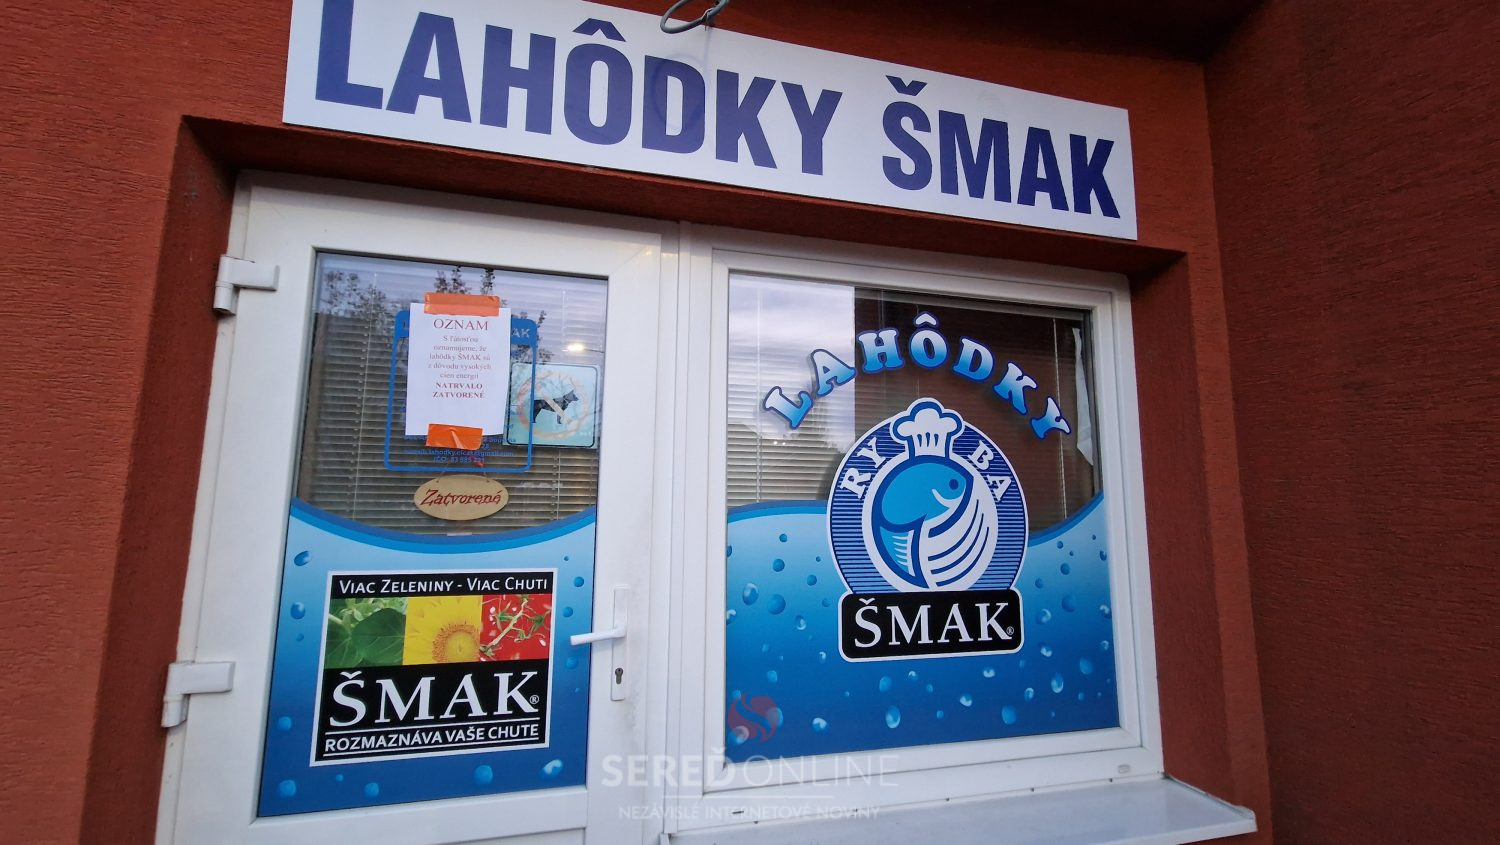 LAHÔDKY ŠMAK
OZNAM
S ľútosťou
oznamujeme, že
lahôdky ŠMAK sú
z dôvodu vysokých
cien energií
NATRVALO
ZATVORENÉ
Zatvorené
VIAC ZELENINY - VIAC CHUTI
ŠMAK®
ROZMAZNÁVA VAŠE CHUTE
LAHÔDKY
RYBA
ŠMAK®
SEREĎONLINE
NEZÁVISLÉ INTERNETOVÉ NOVINY